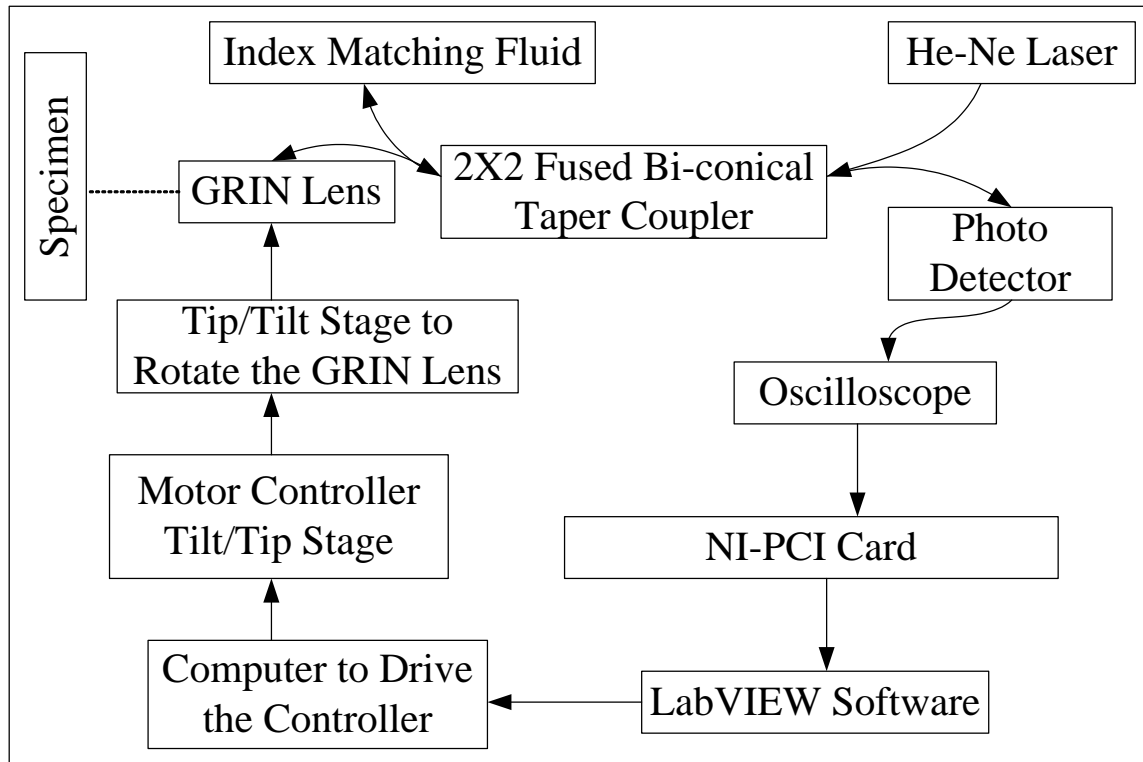 Index Matching Fluid
He-Ne Laser
Specimen
GRIN Lens
2X2 Fused Bi-conical
Taper Coupler
Photo
Detector
Tip/Tilt Stage to
Rotate the GRIN Lens
Oscilloscope
Motor Controller
Tilt/Tip Stage
NI-PCI Card
Computer to Drive
the Controller
LabVIEW Software